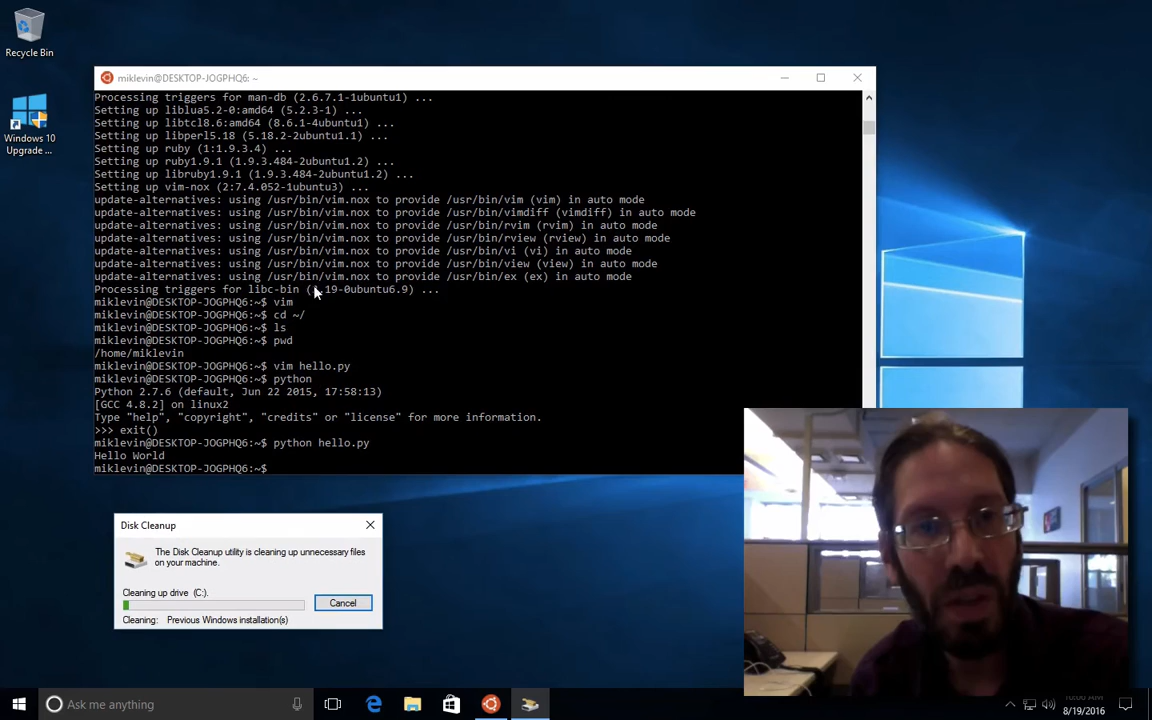 Recycle Bin
Windows 10
Upgrade ...
miklevin@DESKTOP-JOGPHQ6: ~
Processing triggers for man-db (2.6.7.1-1ubuntu1) ...
Setting up liblua5.2-0:amd64 (5.2.3-1) ...
Setting up libtcl8.6:amd64 (8.6.1-4ubuntu1) ...
Setting up libperl5.18 (5.18.2-2ubuntu1.1) ...
Setting up ruby (1:1.9.3.4) ...
Setting up ruby1.9.1 (1.9.3.484-2ubuntu1.2) ...
Setting up libruby1.9.1 (1.9.3.484-2ubuntu1.2) ...
Setting up vim-nox (2:7.4.052-1ubuntu3) ...
update-alternatives: using /usr/bin/vim.nox to provide /usr/bin/vim (vim) in auto mode
update-alternatives: using /usr/bin/vim.nox to provide /usr/bin/vimdiff (vimdiff) in auto mode
update-alternatives: using /usr/bin/vim.nox to provide /usr/bin/rvim (rvim) in auto mode
update-alternatives: using /usr/bin/vim.nox to provide /usr/bin/rview (rview) in auto mode
update-alternatives: using /usr/bin/vim.nox to provide /usr/bin/vi (vi) in auto mode
update-alternatives: using /usr/bin/vim.nox to provide /usr/bin/view (view) in auto mode
update-alternatives: using /usr/bin/vim.nox to provide /usr/bin/ex (ex) in auto mode
Processing triggers for libc-bin (.19-0ubuntu6.9) ...
miklevin@DESKTOP-JOGPHQ6:~$ vim
miklevin@DESKTOP-JOGPHQ6:~$ cd ~/
miklevin@DESKTOP-JOGPHQ6:~$ ls
miklevin@DESKTOP-JOGPHQ6:~$ pwd
/home/miklevin
miklevin@DESKTOP-JOGPHQ6:~$ vim hello.py
miklevin@DESKTOP-JOGPHQ6:~$ python
Python 2.7.6 (default, Jun 22 2015, 17:58:13)
[GCC 4.8.2] on linux2
Type "help", "copyright", "credits" or "license" for more information.
>>> exit()
miklevin@DESKTOP-JOGPHQ6:~$ python hello.py
Hello World
miklevin@DESKTOP-JOGPHQ6:~$
Disk Cleanup
The Disk Cleanup utility is cleaning up unnecessary files
on your machine.
Cleaning up drive (C:).
Cancel
Cleaning: Previous Windows installation(s)
Ask me anything
8/19/2016